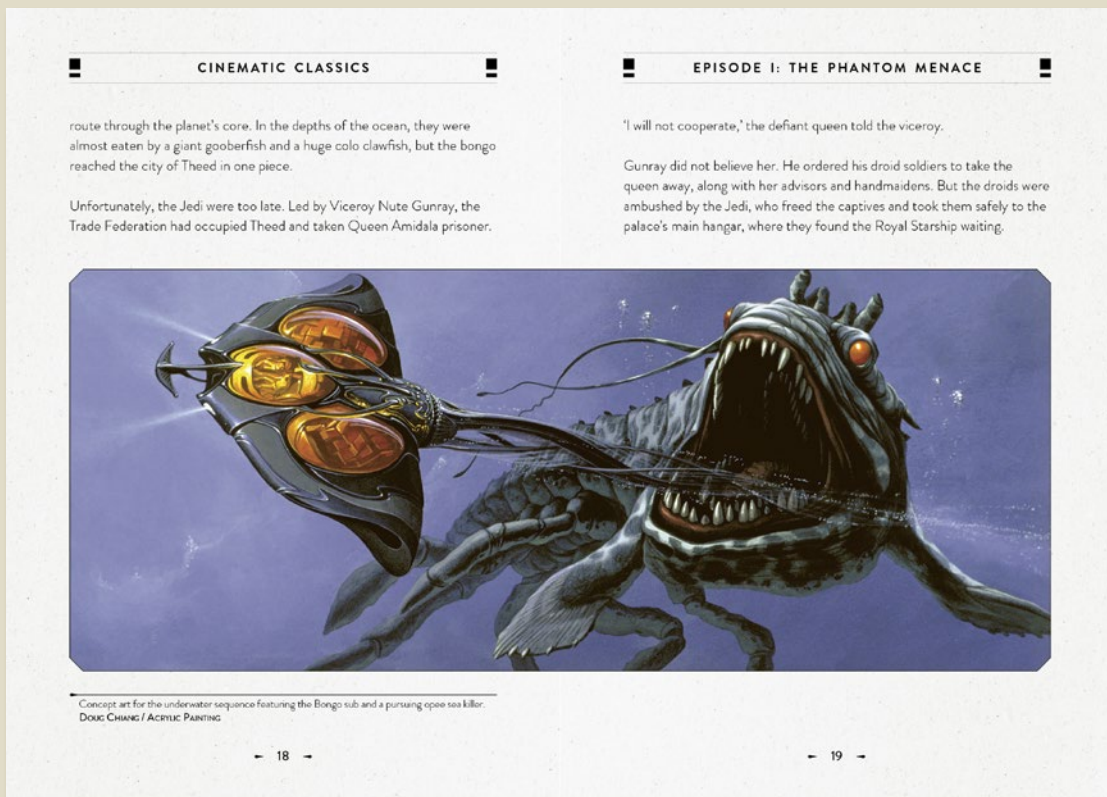 CINEMATIC CLASSICS
route through the planet's core. In the depths of the ocean, they were
almost eaten by a giant gooberfish and a huge colo clawfish, but the bongo
reached the city of Theed in one piece.
Unfortunately, the Jedi were too late. Led by Viceroy Nute Gunray, the
Trade Federation had occupied Theed and taken Queen Amidala prisoner.
Concept art for the underwater sequence featuring the Bongo sub and a pursuing opee sea killer.
DOUG CHIANG / ACRYLIC PAINTING
18
EPISODE I: THE PHANTOM MENACE
'I will not cooperate,' the defiant queen told the viceroy.
Gunray did not believe her. He ordered his droid soldiers to take the
queen away, along with her advisors and handmaidens. But the droids were
ambushed by the Jedi, who freed the captives and took them safely to the
palace's main hangar, where they found the Royal Starship waiting.
19